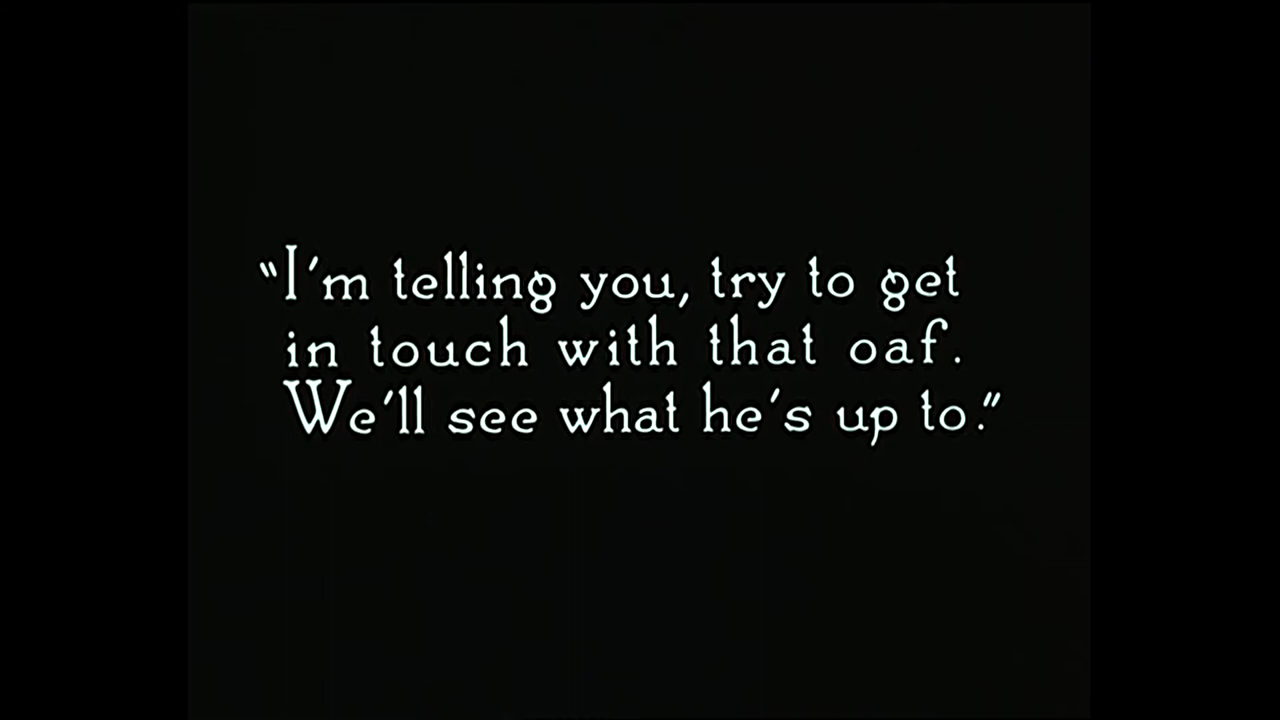 “I'm telling you, try to get
in touch with that oaf.
We'll see what he's up to.”